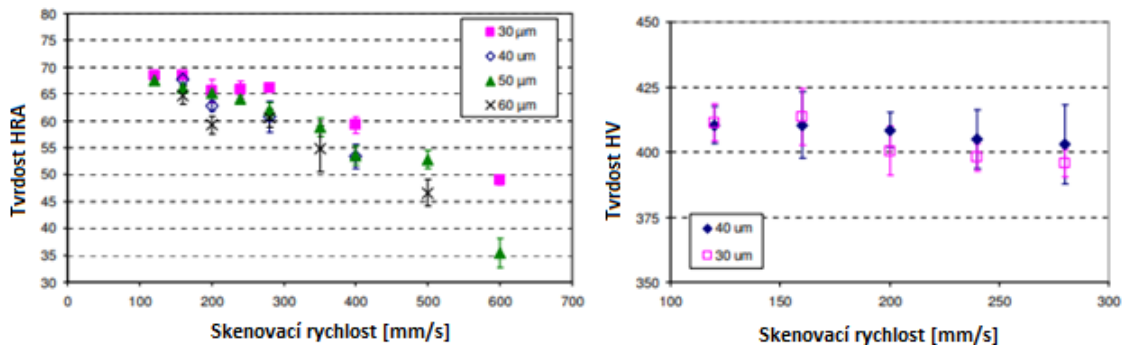 Tvrdost HRA
80
75
70
65
60
55
50
45
40
35
30
0 100 200 300 400 500 600 700
Skenovací rychlost [mm/s]
30 µm
40 um
50 µm
60 µm
Tvrdost HV
450
425
400
375
350
100 150 200 250 300
Skenovací rychlost [mm/s]
40 um
30 um